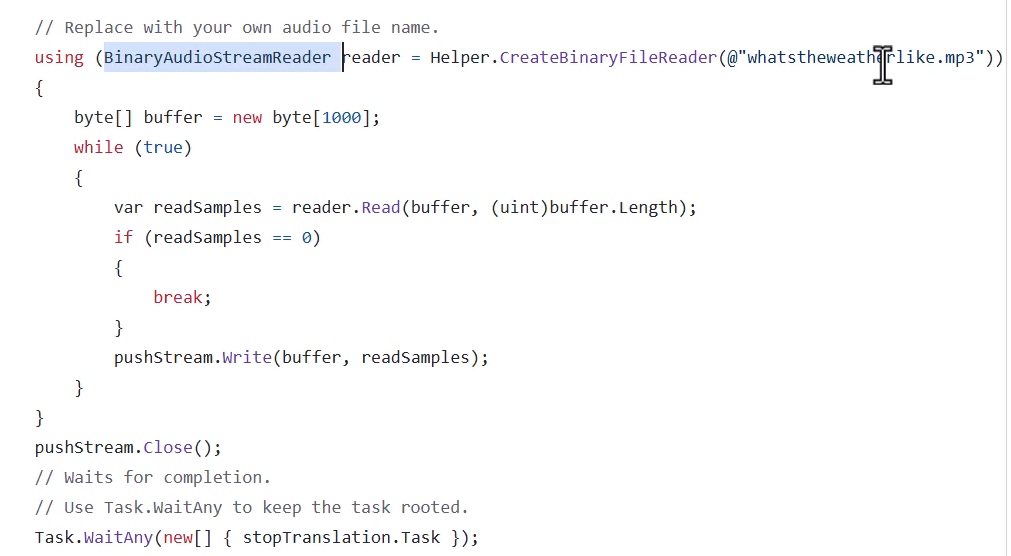 // Replace with your own audio file name.
using (BinaryAudioStreamReader reader = Helper.CreateBinaryFileReader(@"whatstheweatherlike.mp3"))
{
byte[] buffer = new byte[1000];
while (true)
{
var readSamples = reader.Read(buffer, (uint)buffer.Length);
if (readSamples == 0)
{
break;
}
pushStream.Write(buffer, readSamples);
}
}
pushStream.Close();
// Waits for completion.
// Use Task.WaitAny to keep the task rooted.
Task.WaitAny(new[] { stopTranslation.Task });